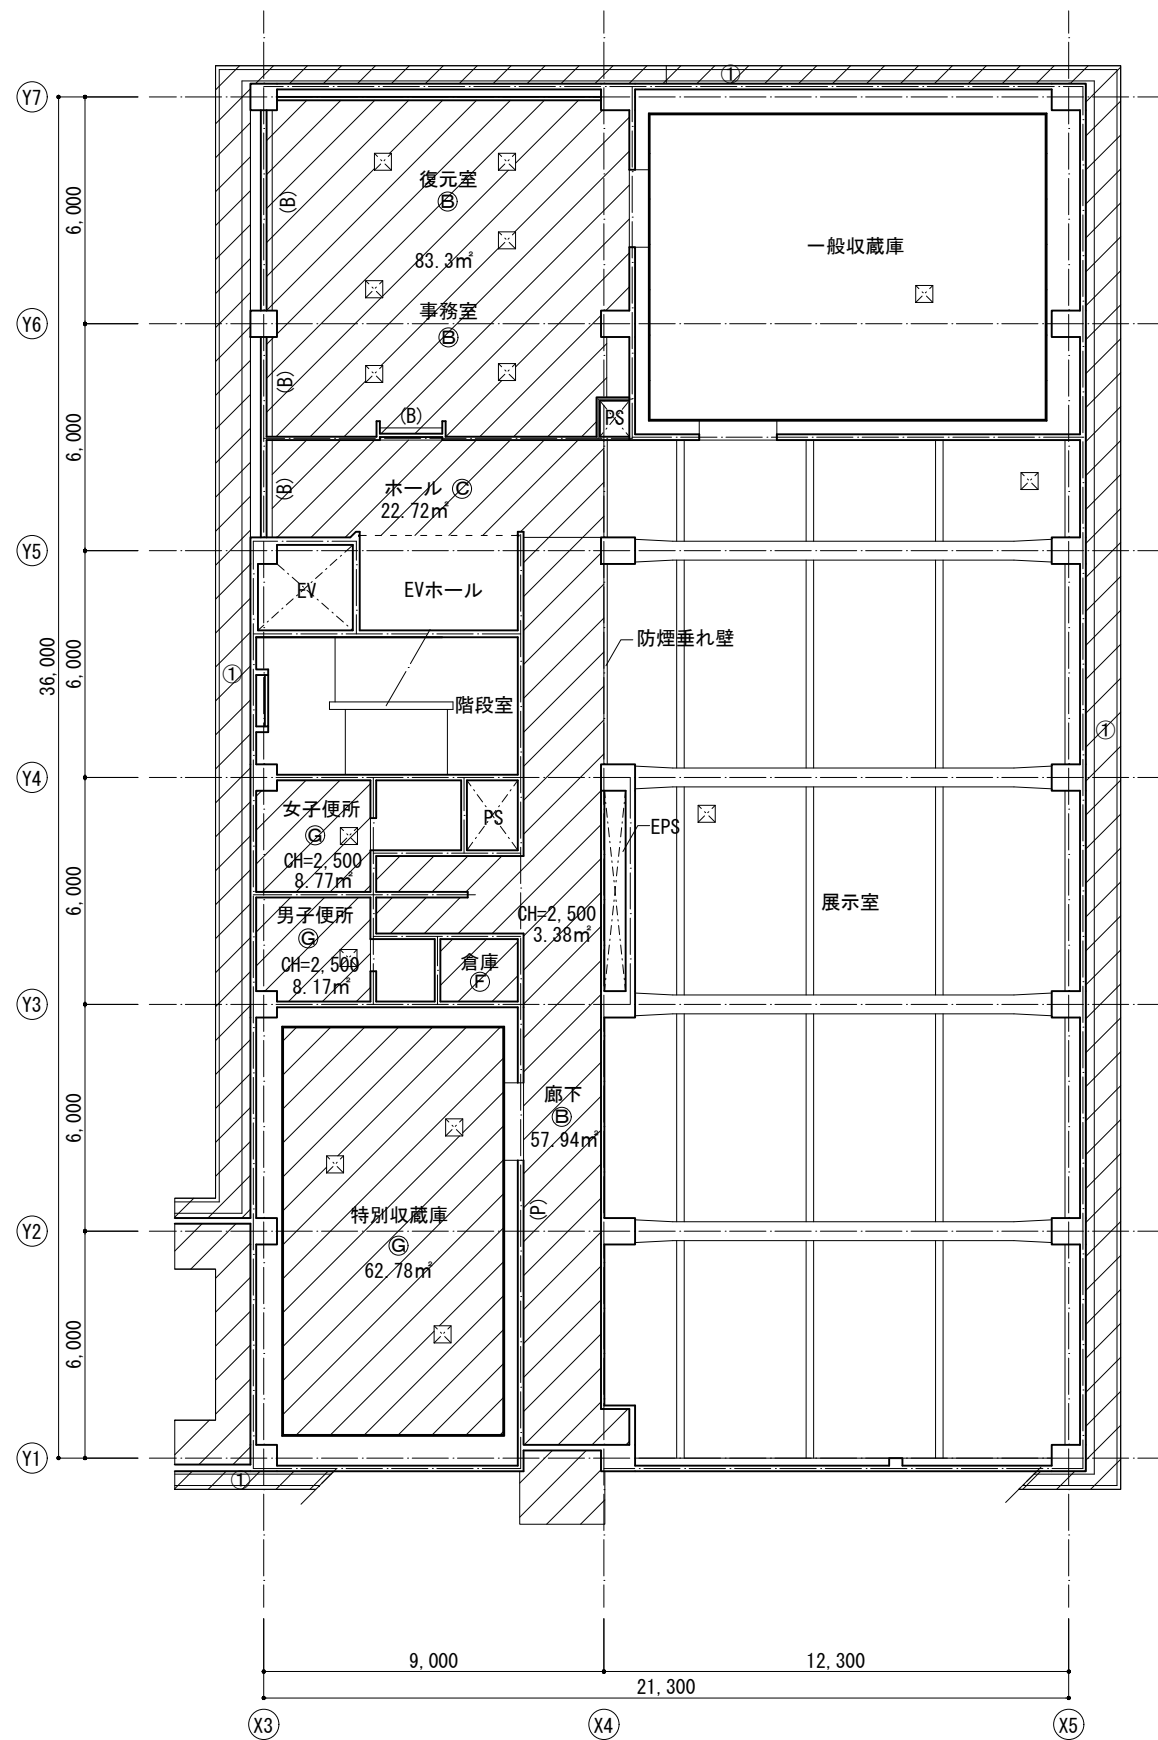 ①
Y7
復元室
Ⓑ
(B)
6,000
83.3㎡
一般収蔵庫
事務室
Y6
Ⓑ
(B)
(B)
PS
6,000
ホール Ⓒ
(B)
22.72㎡
Y5
EV
EVホール
防煙垂れ壁
36,000
6,000
①
階段室
①
Y4
女子便所
PS
Ⓖ
EPS
CH=2,500
8.77㎡
6,000
展示室
男子便所
CH=2,500
Ⓖ
3.38㎡
CH=2,500
倉庫
8.17㎡
Ⓕ
Y3
廊下
6,000
Ⓑ
57.94㎡
(P)
特別収蔵庫
Y2
Ⓖ
62.78㎡
6,000
Y1
①
9,000
12,300
21,300
X3
X4
X5